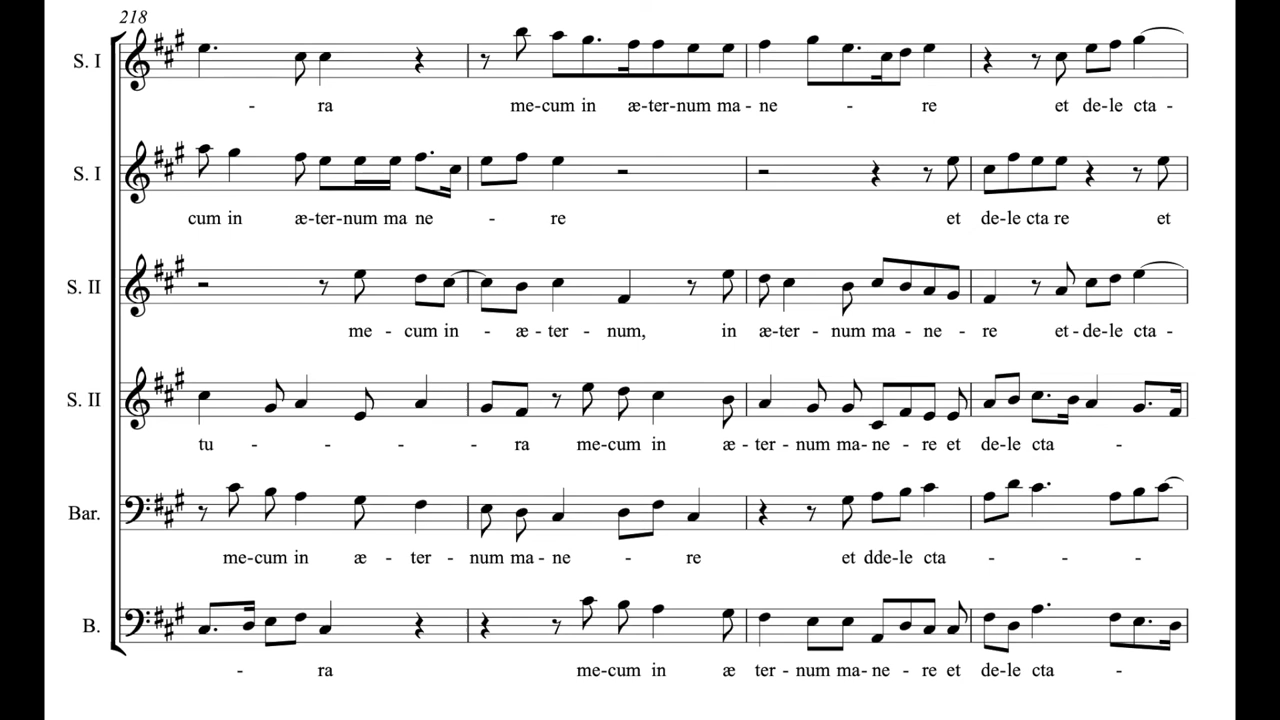 218
S. I
- ra me-cum in æ-ter-num ma - ne - re et de-le cta -
S. I
cum in æ-ter-num ma ne - re et de-le cta re et
S. II
me - cum in - æ - ter - num, in æ-ter - num ma - ne - re et - de-le cta-
S. II
tu - - - - ra me-cum in æ - ter - num ma-ne - re et de-le cta -
Bar.
me-cum in æ - ter - num ma - ne - re et dde-le cta - - -
B.
- ra me-cum in æ ter - num ma-ne - re et de-le cta -